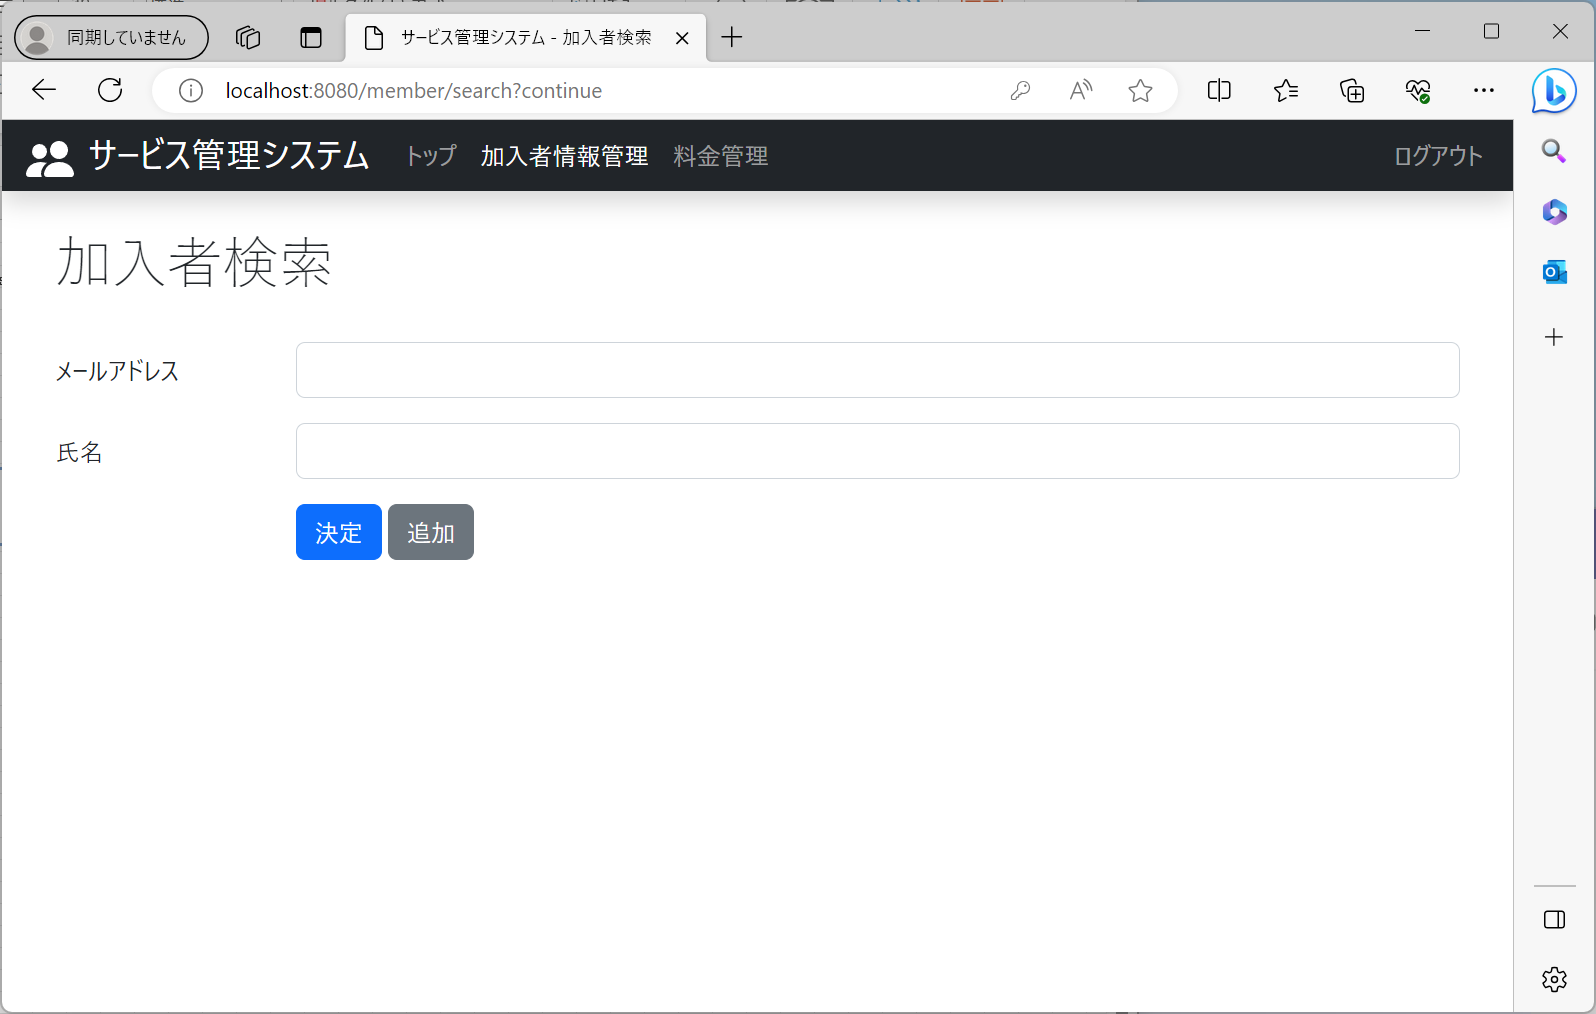 同期していません
サービス管理システム - 加入者検索
localhost:8080/member/search?continue
サービス管理システム トップ 加入者情報管理 料金管理 ログアウト
加入者検索
メールアドレス
氏名
決定 追加